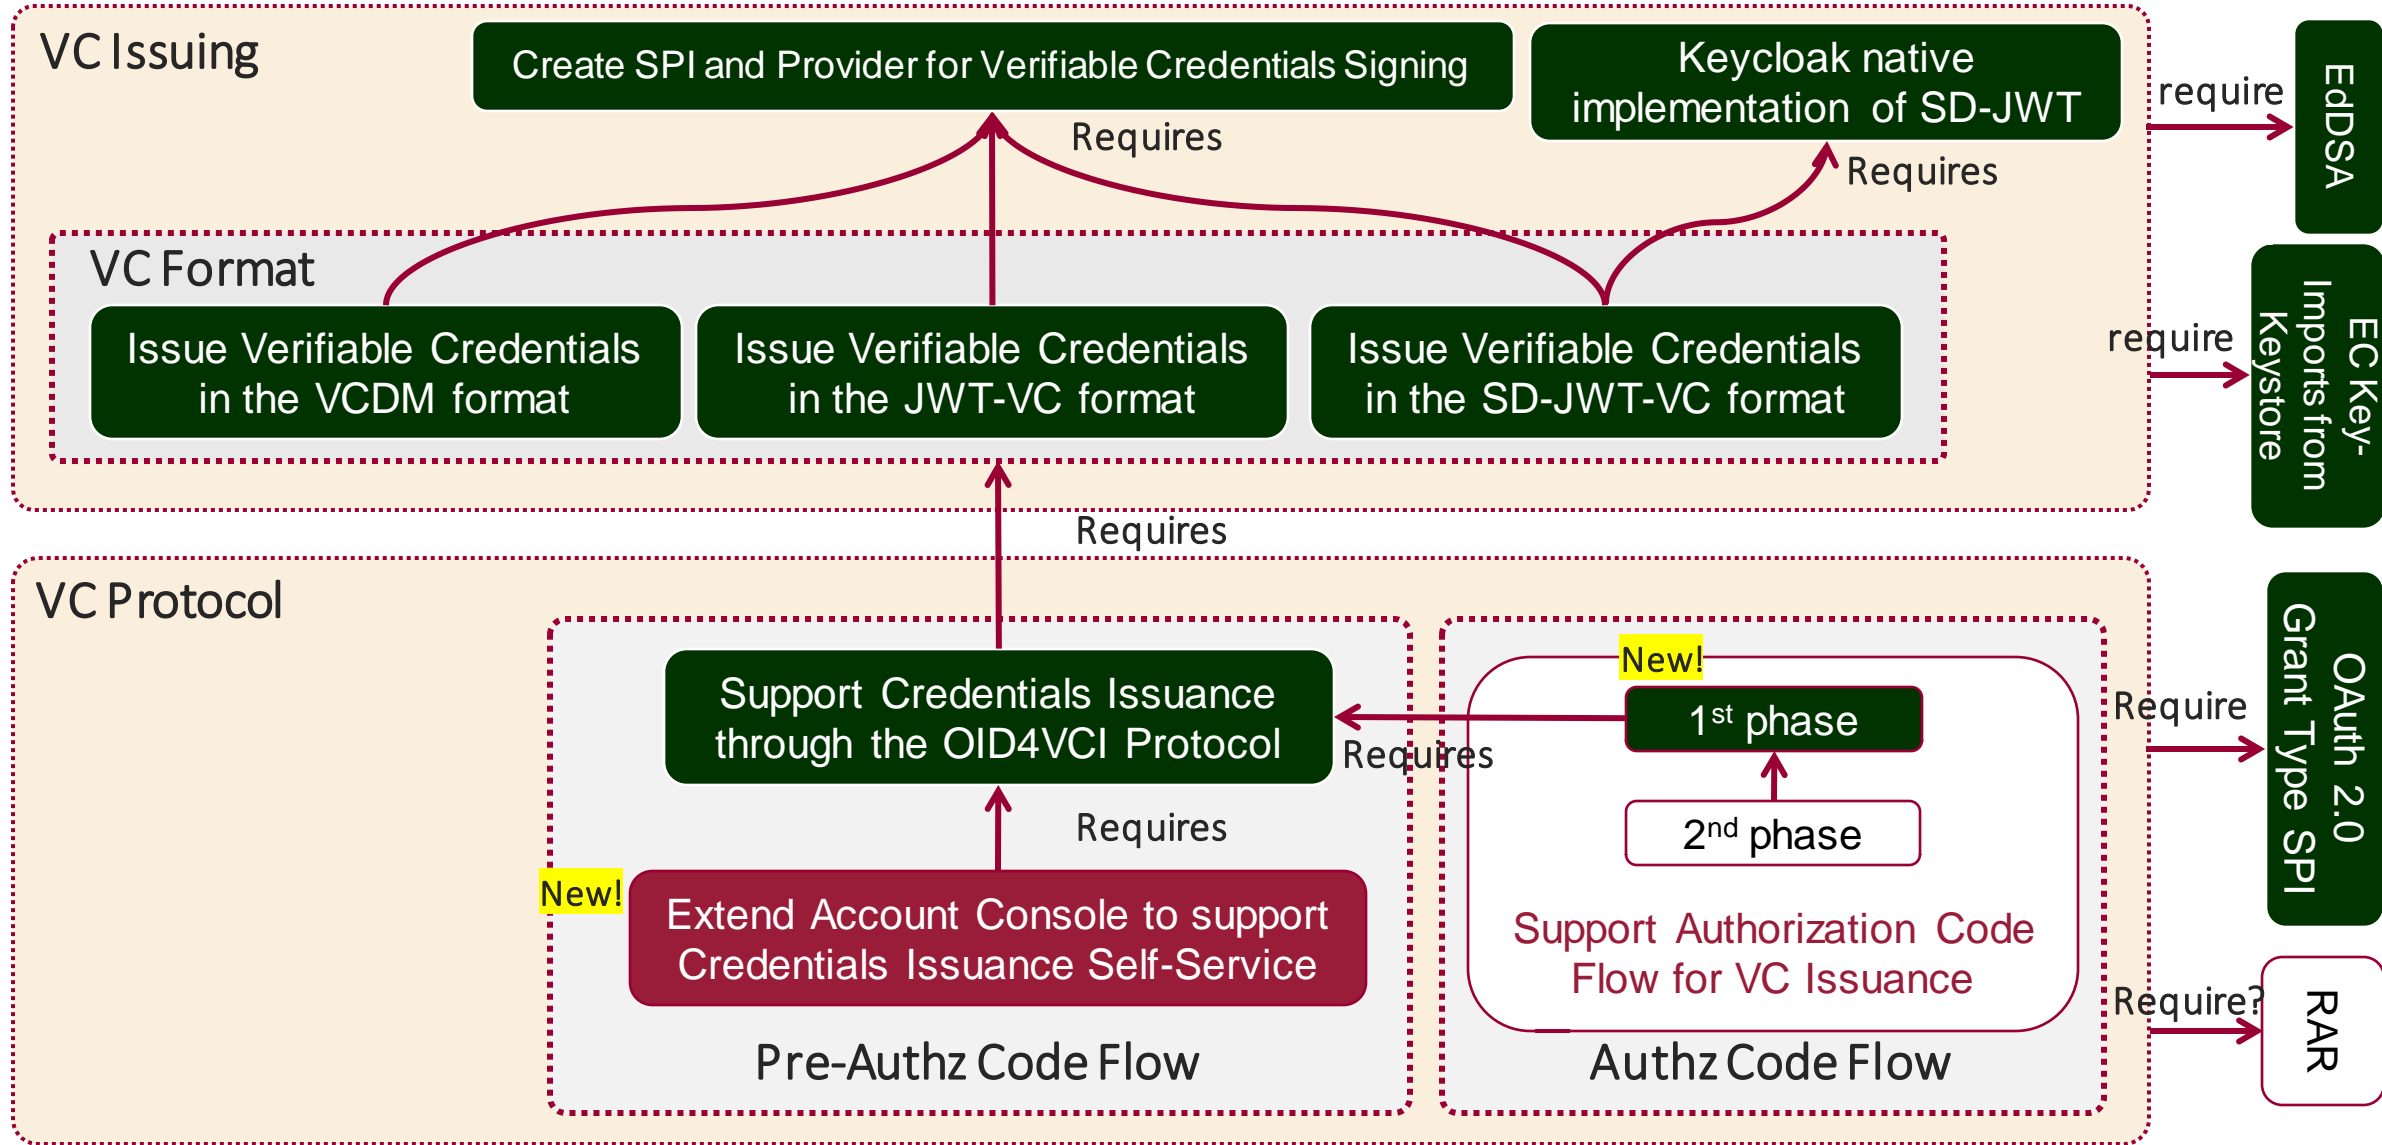 VC Issuing
Create SPI and Provider for Verifiable Credentials Signing
Keycloak native
implementation of SD-JWT
require
EdDSA
Requires
Requires
VC Format
Issue Verifiable Credentials
in the VCDM format
Issue Verifiable Credentials
in the JWT-VC format
Issue Verifiable Credentials
in the SD-JWT-VC format
require
EC Key-
Imports from
Keystore
Requires
VC Protocol
New!
Support Credentials Issuance
through the OID4VCI Protocol
1st phase
Requires
2nd phase
Requires
New!
Extend Account Console to support
Credentials Issuance Self-Service
Support Authorization Code
Flow for VC Issuance
Pre-Authz Code Flow
Authz Code Flow
Require
OAuth 2.0
Grant Type SPI
Require?
RAR